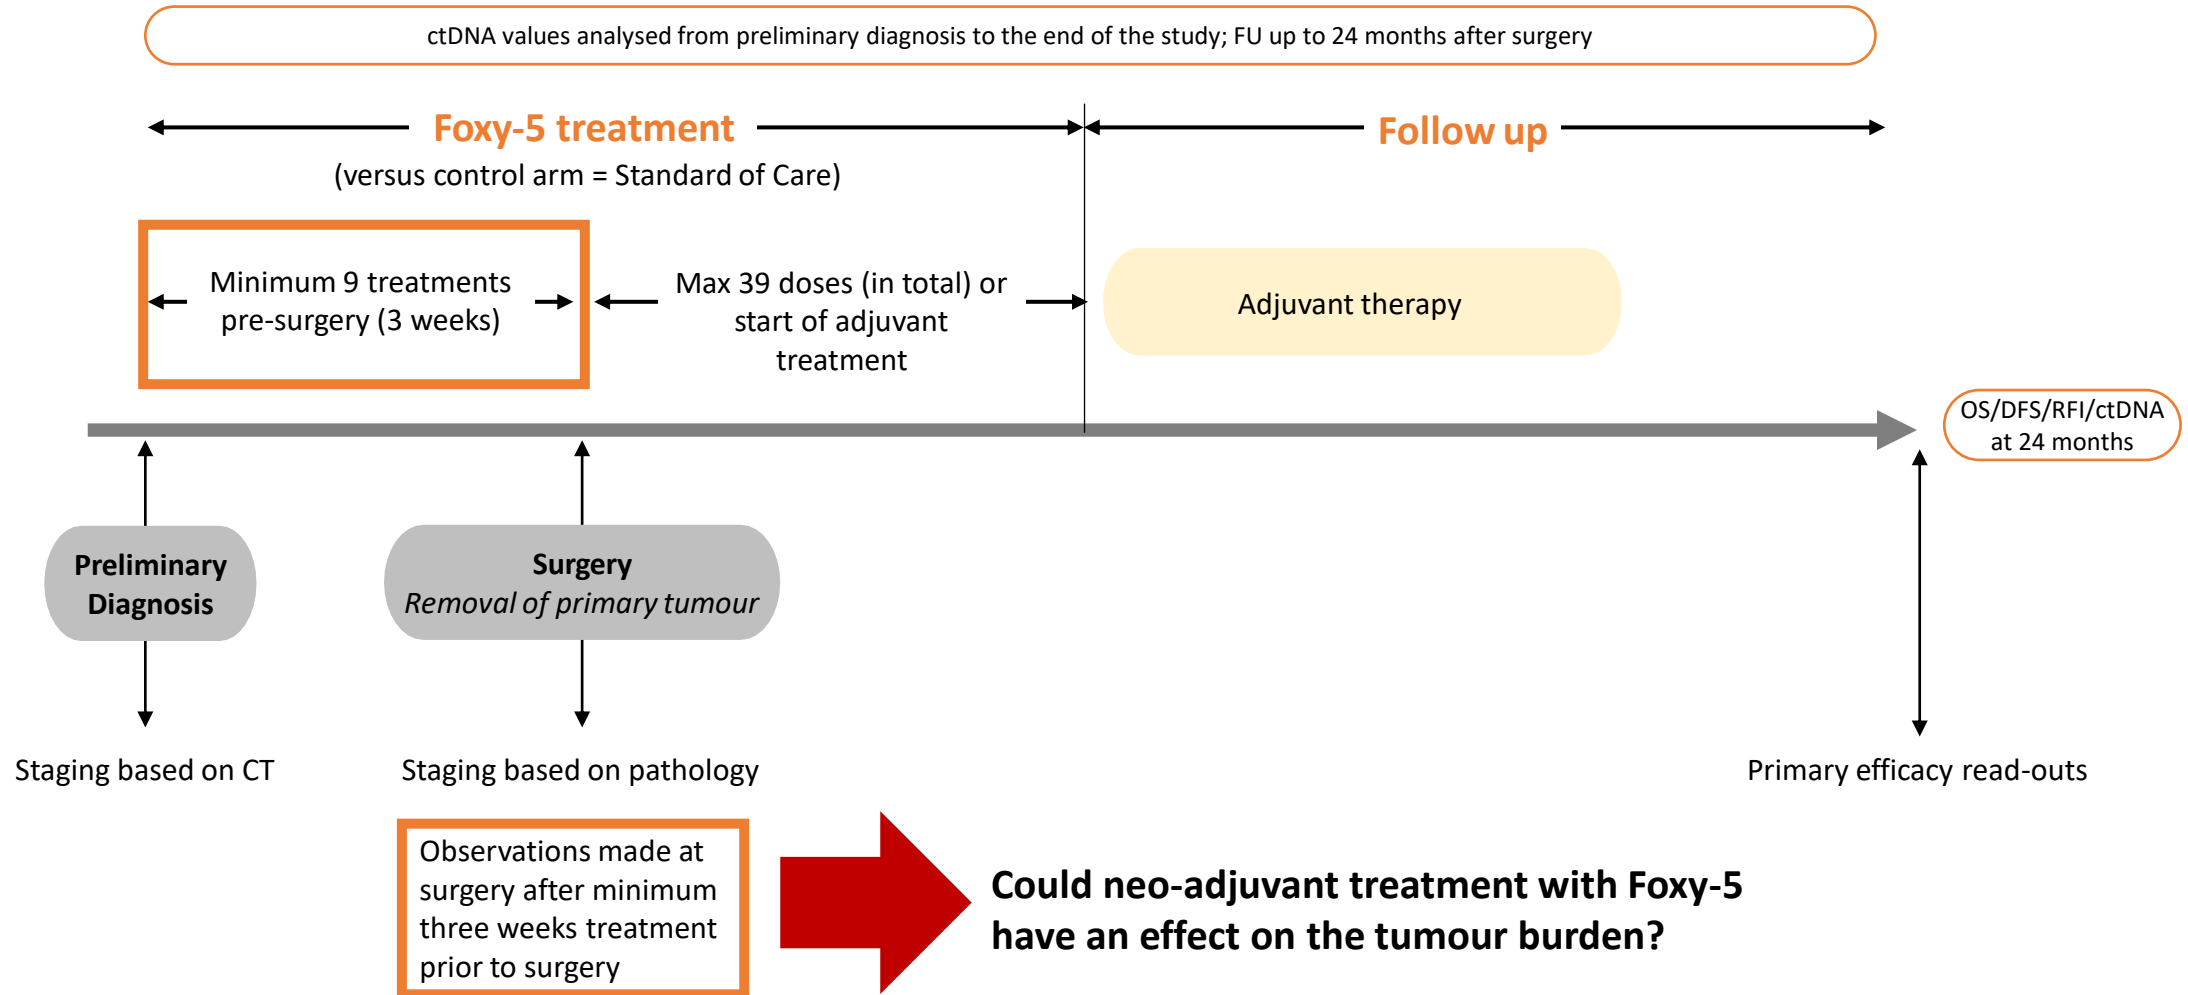 ctDNA values analysed from preliminary diagnosis to the end of the study; FU up to 24 months after surgery
Foxy-5 treatment
(versus control arm = Standard of Care)
Follow up
Minimum 9 treatments
pre-surgery (3 weeks)
Max 39 doses (in total) or
start of adjuvant
treatment
Adjuvant therapy
OS/DFS/RFI/ctDNA
at 24 months
Preliminary
Diagnosis
Surgery
Removal of primary tumour
Staging based on CT
Staging based on pathology
Primary efficacy read-outs
Observations made at
surgery after minimum
three weeks treatment
prior to surgery
Could neo-adjuvant treatment with Foxy-5
have an effect on the tumour burden?